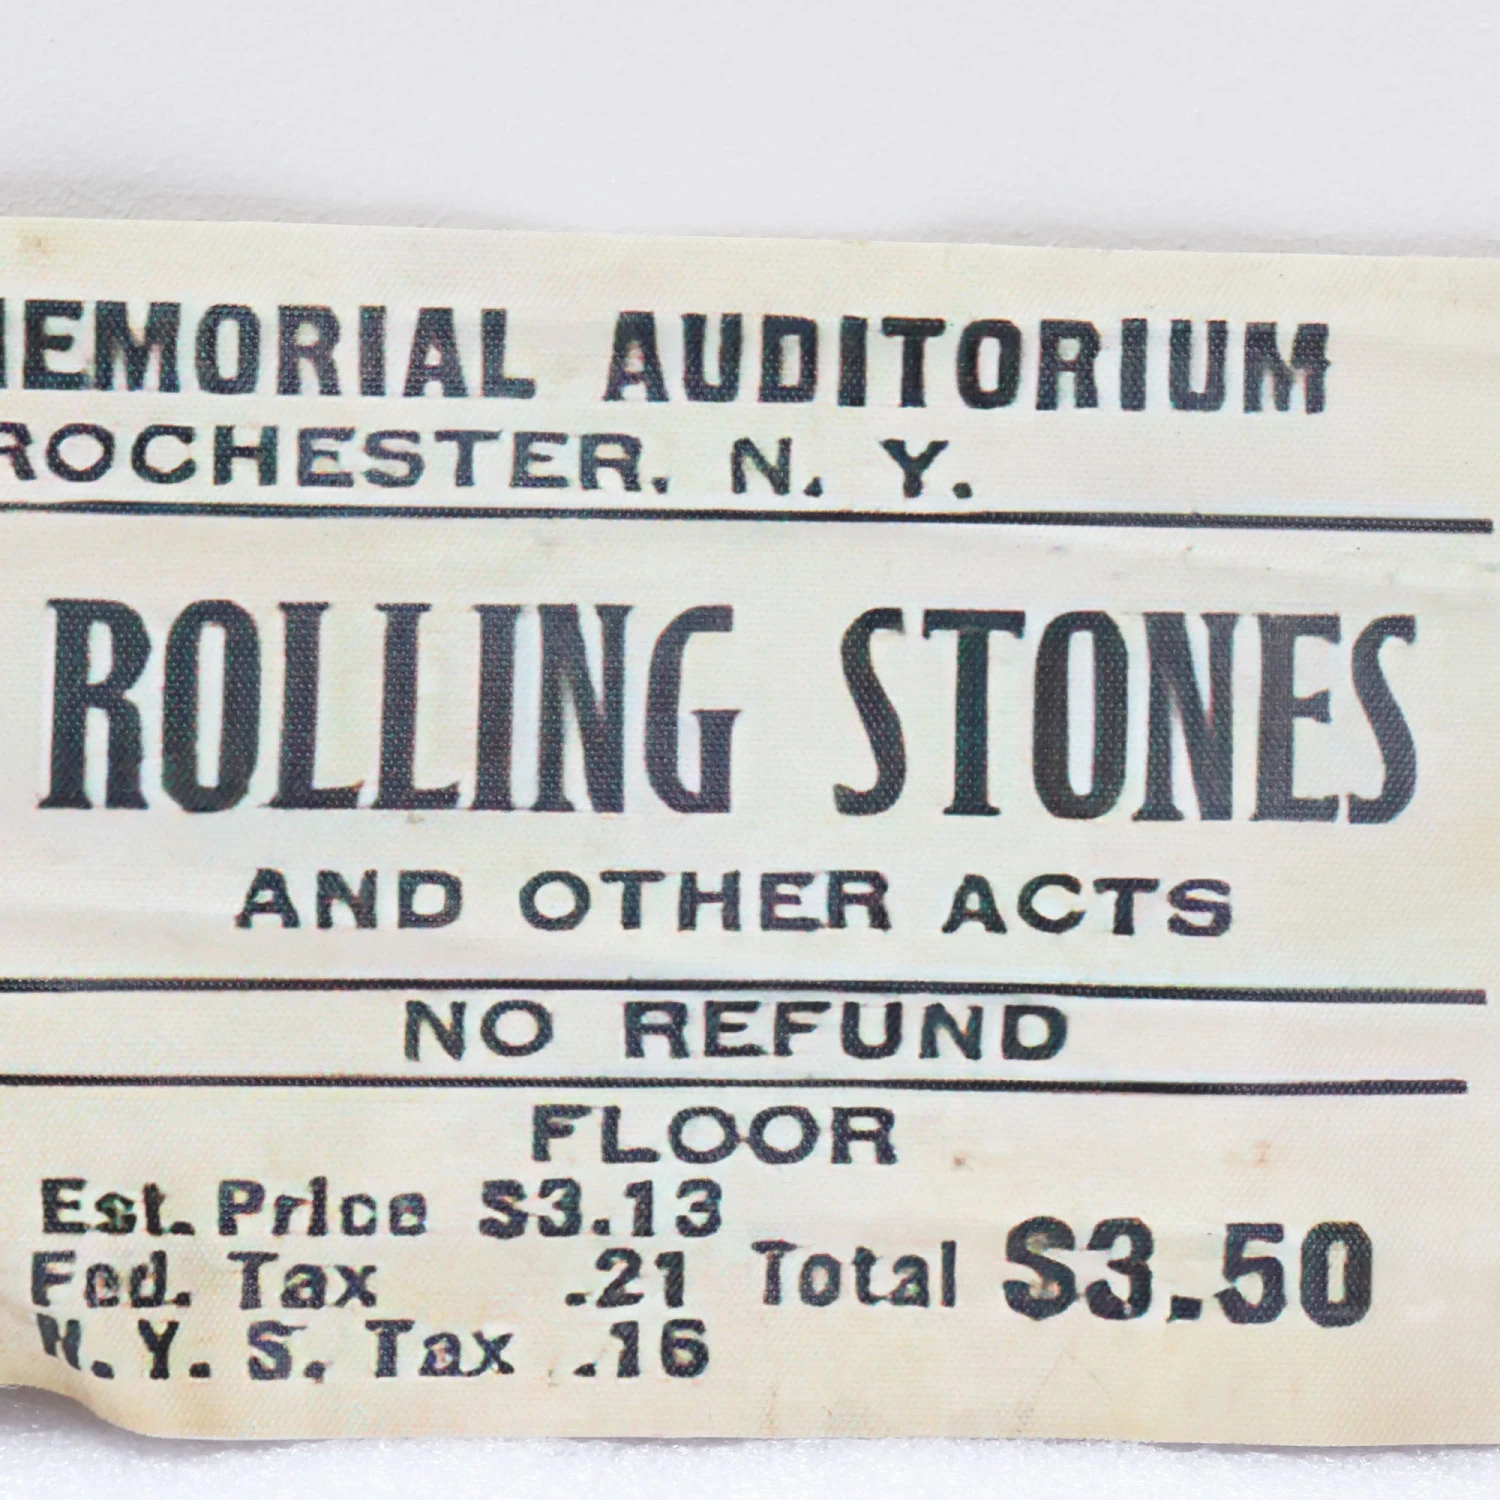 MEMORIAL AUDITORIUM
ROCHESTER, N. Y.
ROLLING STONES
AND OTHER ACTS
NO REFUND
FLOOR
Est. Price $3.13
Fed. Tax .21 Total $3.50
N. Y. S. Tax .16